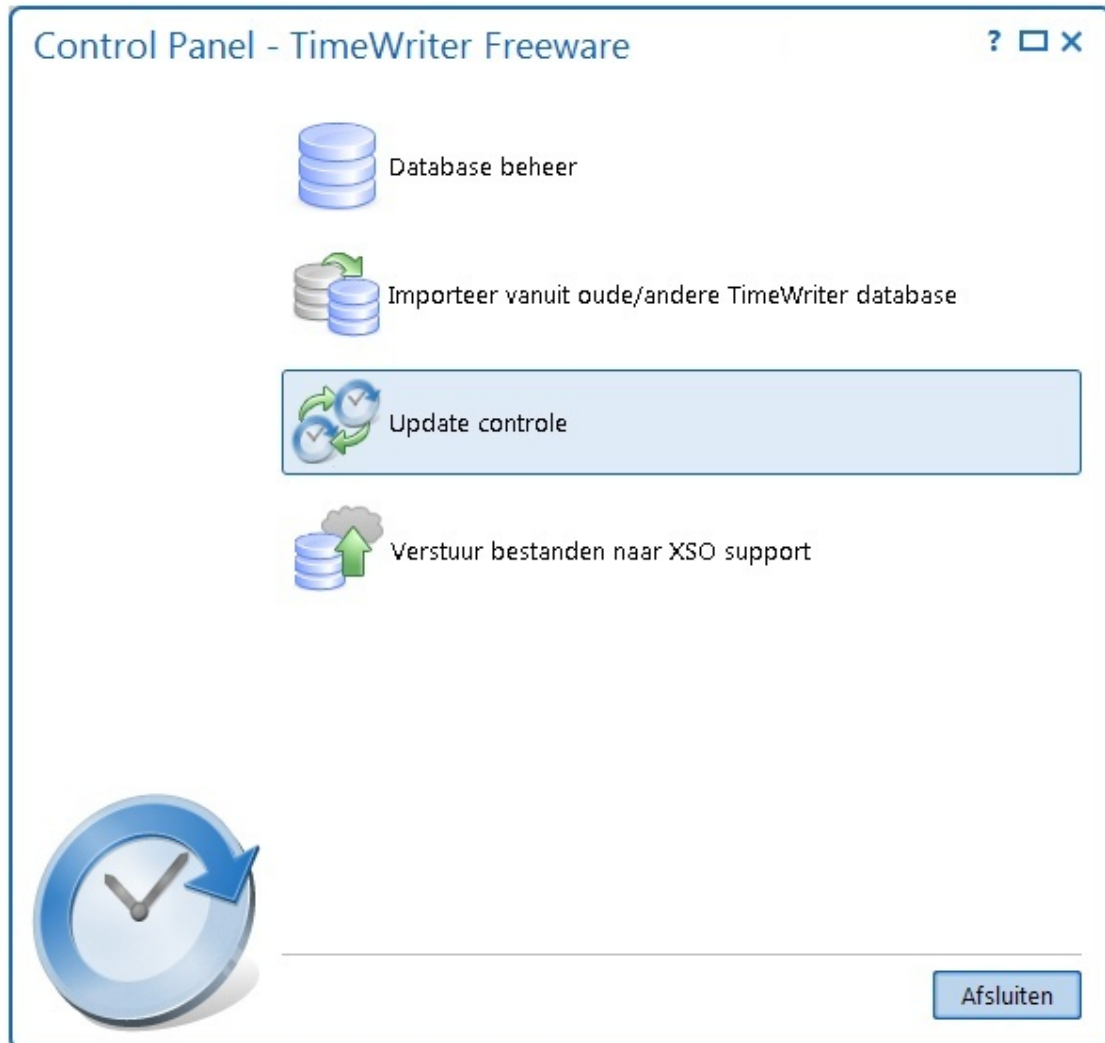 Control Panel - TimeWriter Freeware
?
Database beheer
Importeer vanuit oude/andere TimeWriter database
Update controle
Verstuur bestanden naar XSO support
Afsluiten